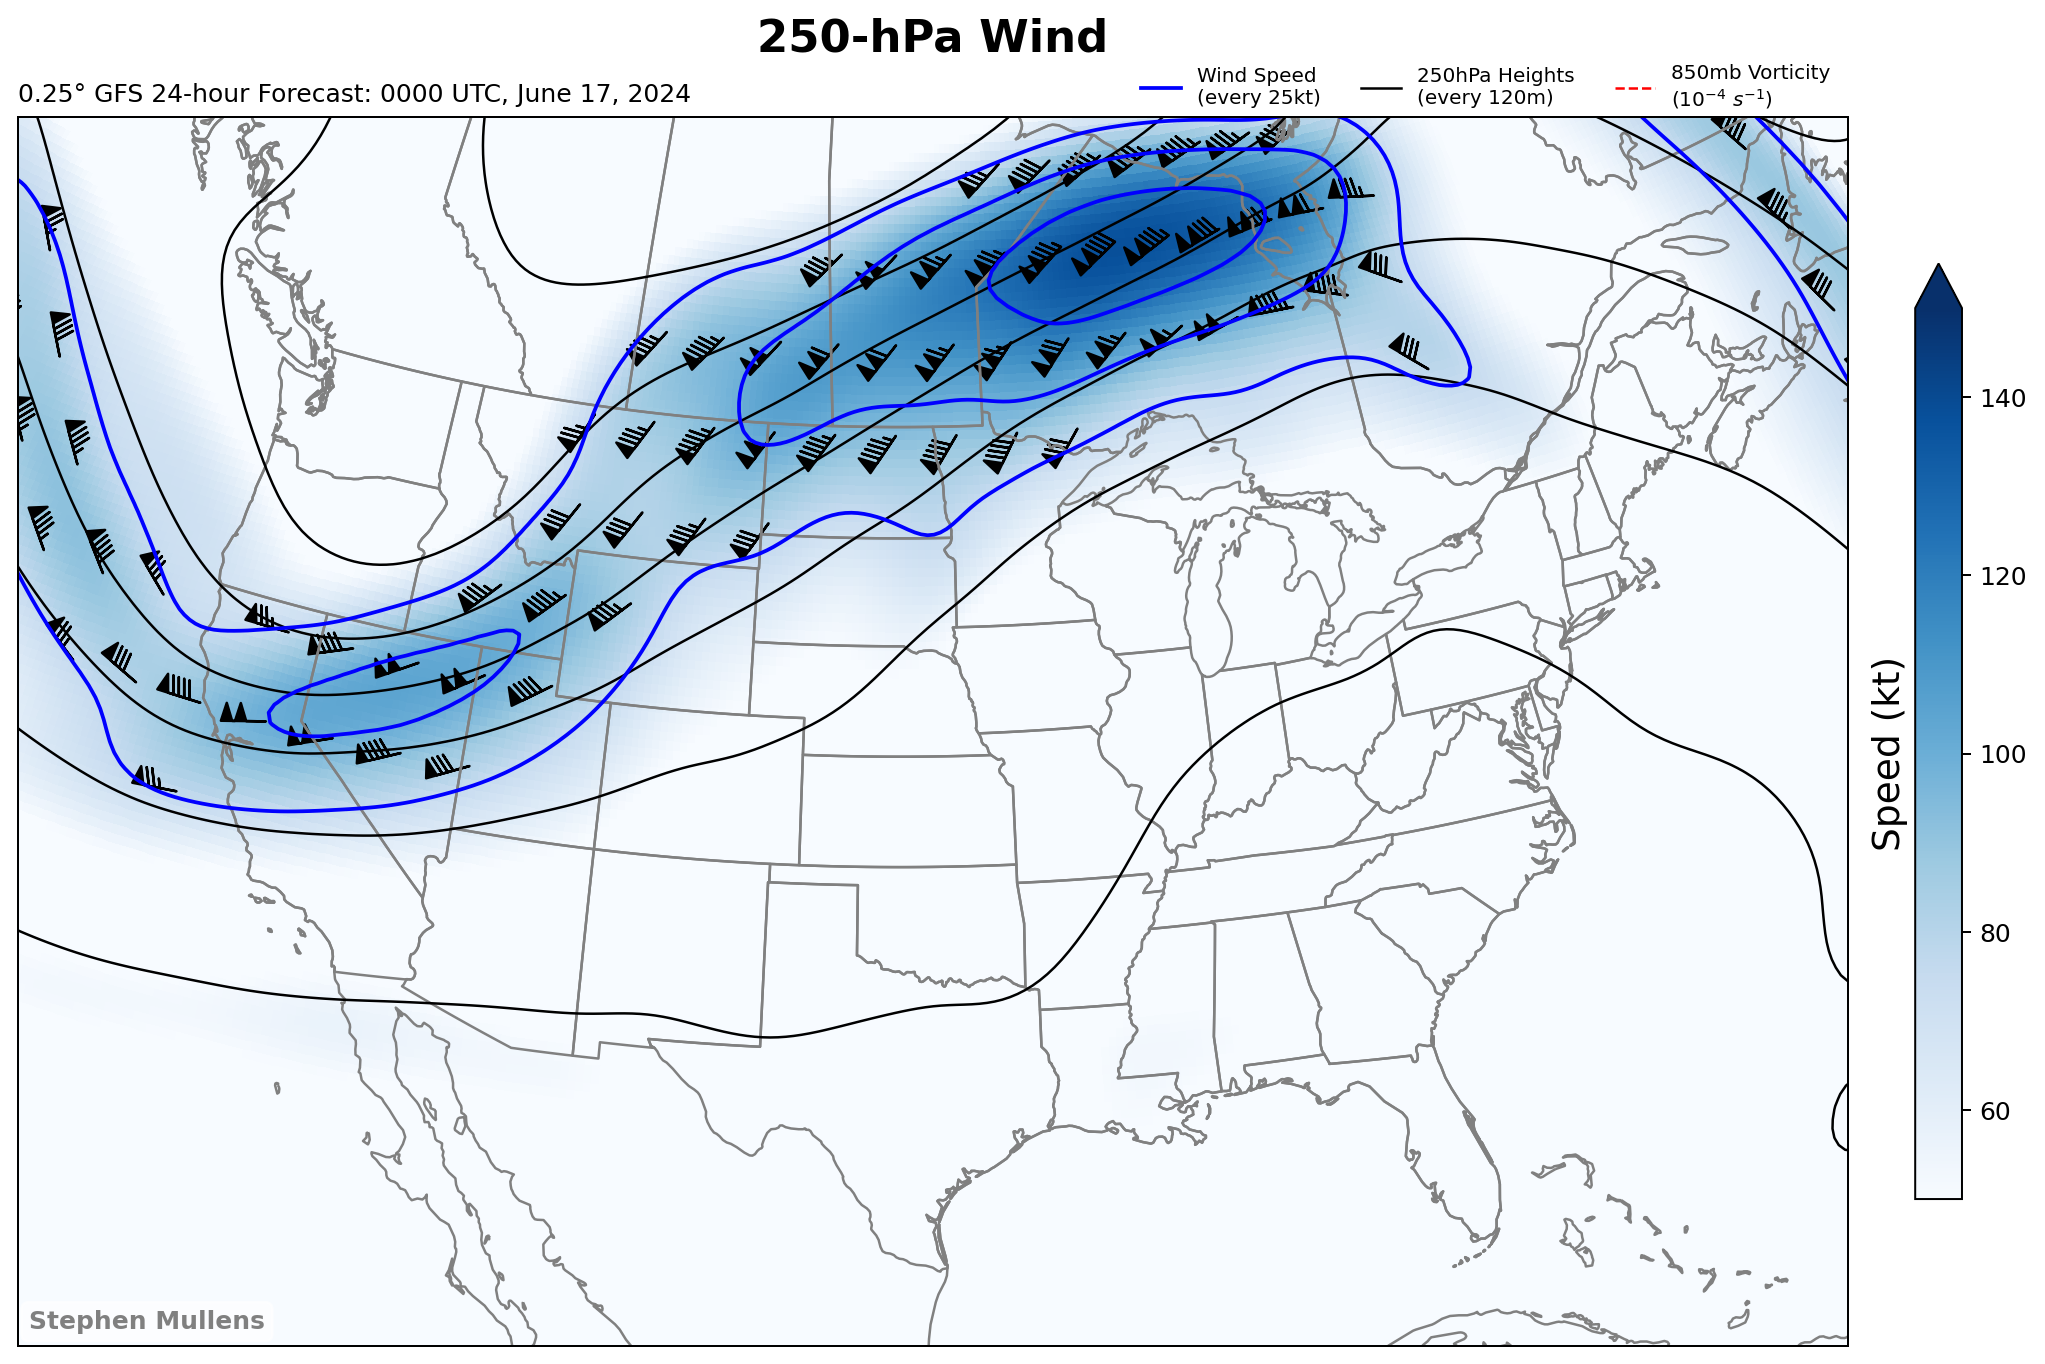 250-hPa Wind
0.25° GFS 24-hour Forecast: 0000 UTC, June 17, 2024
Wind Speed
(every 25kt)
250hPa Heights
(every 120m)
850mb Vorticity
(10⁻⁴ s⁻¹)
140
120
100
80
60
Speed (kt)
Stephen Mullens